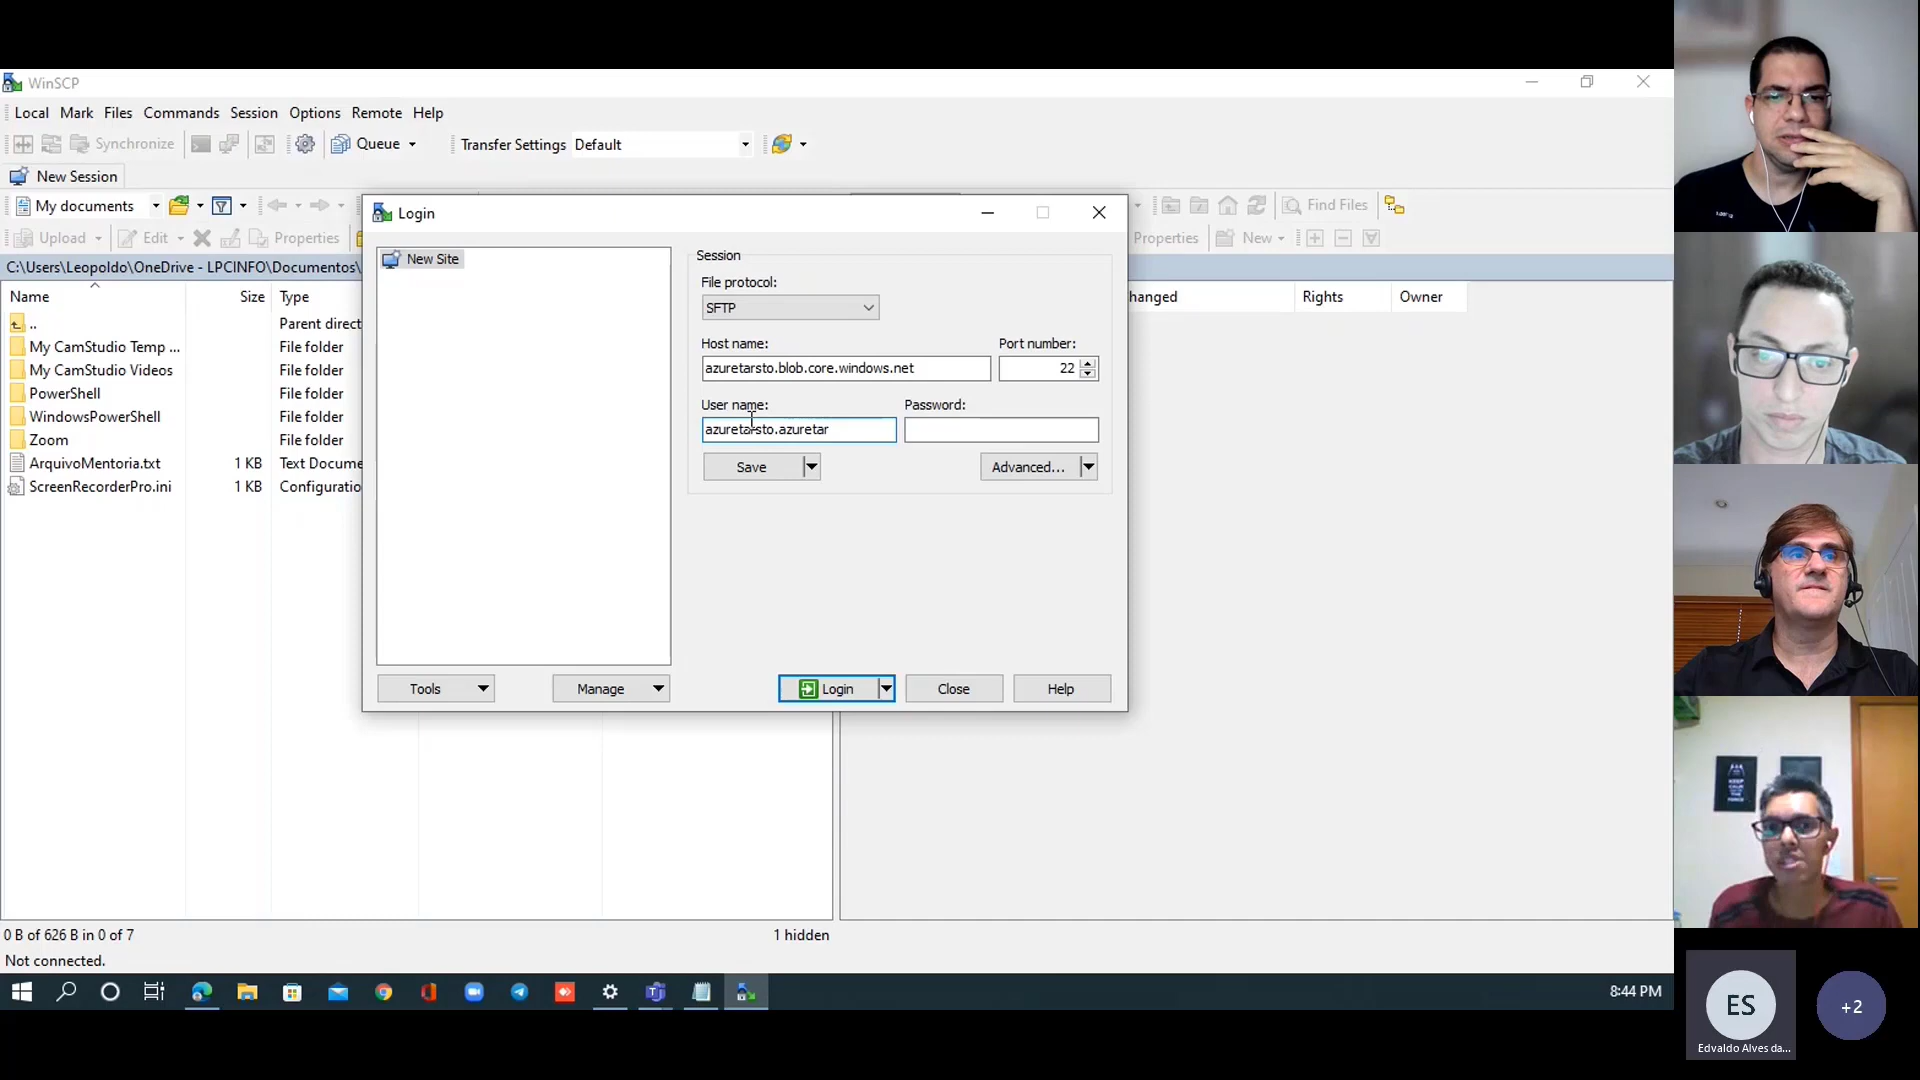 WinSCP
Local Mark Files Commands Session Options Remote Help
Synchronize Queue Transfer Settings Default
New Session
My documents Find Files
Upload Edit Properties Properties New
C:\Users\Leopoldo\OneDrive - LPCINFO\Documentos\
Name Size Type hanged Rights Owner
.. Parent direct
My CamStudio Temp ... File folder
My CamStudio Videos File folder
PowerShell File folder
WindowsPowerShell File folder
Zoom File folder
ArquivoMentoria.txt 1 KB Text Docume
ScreenRecorderPro.ini 1 KB Configuratio
Login
New Site
Session
File protocol:
SFTP
Host name: Port number:
azuretarsto.blob.core.windows.net 22
User name: Password:
azuretarsto.azuretar
Save Advanced...
Tools Manage Login Close Help
0 B of 626 B in 0 of 7 1 hidden
Not connected.
8:44 PM
ES
Edvaldo Alves da...
+2